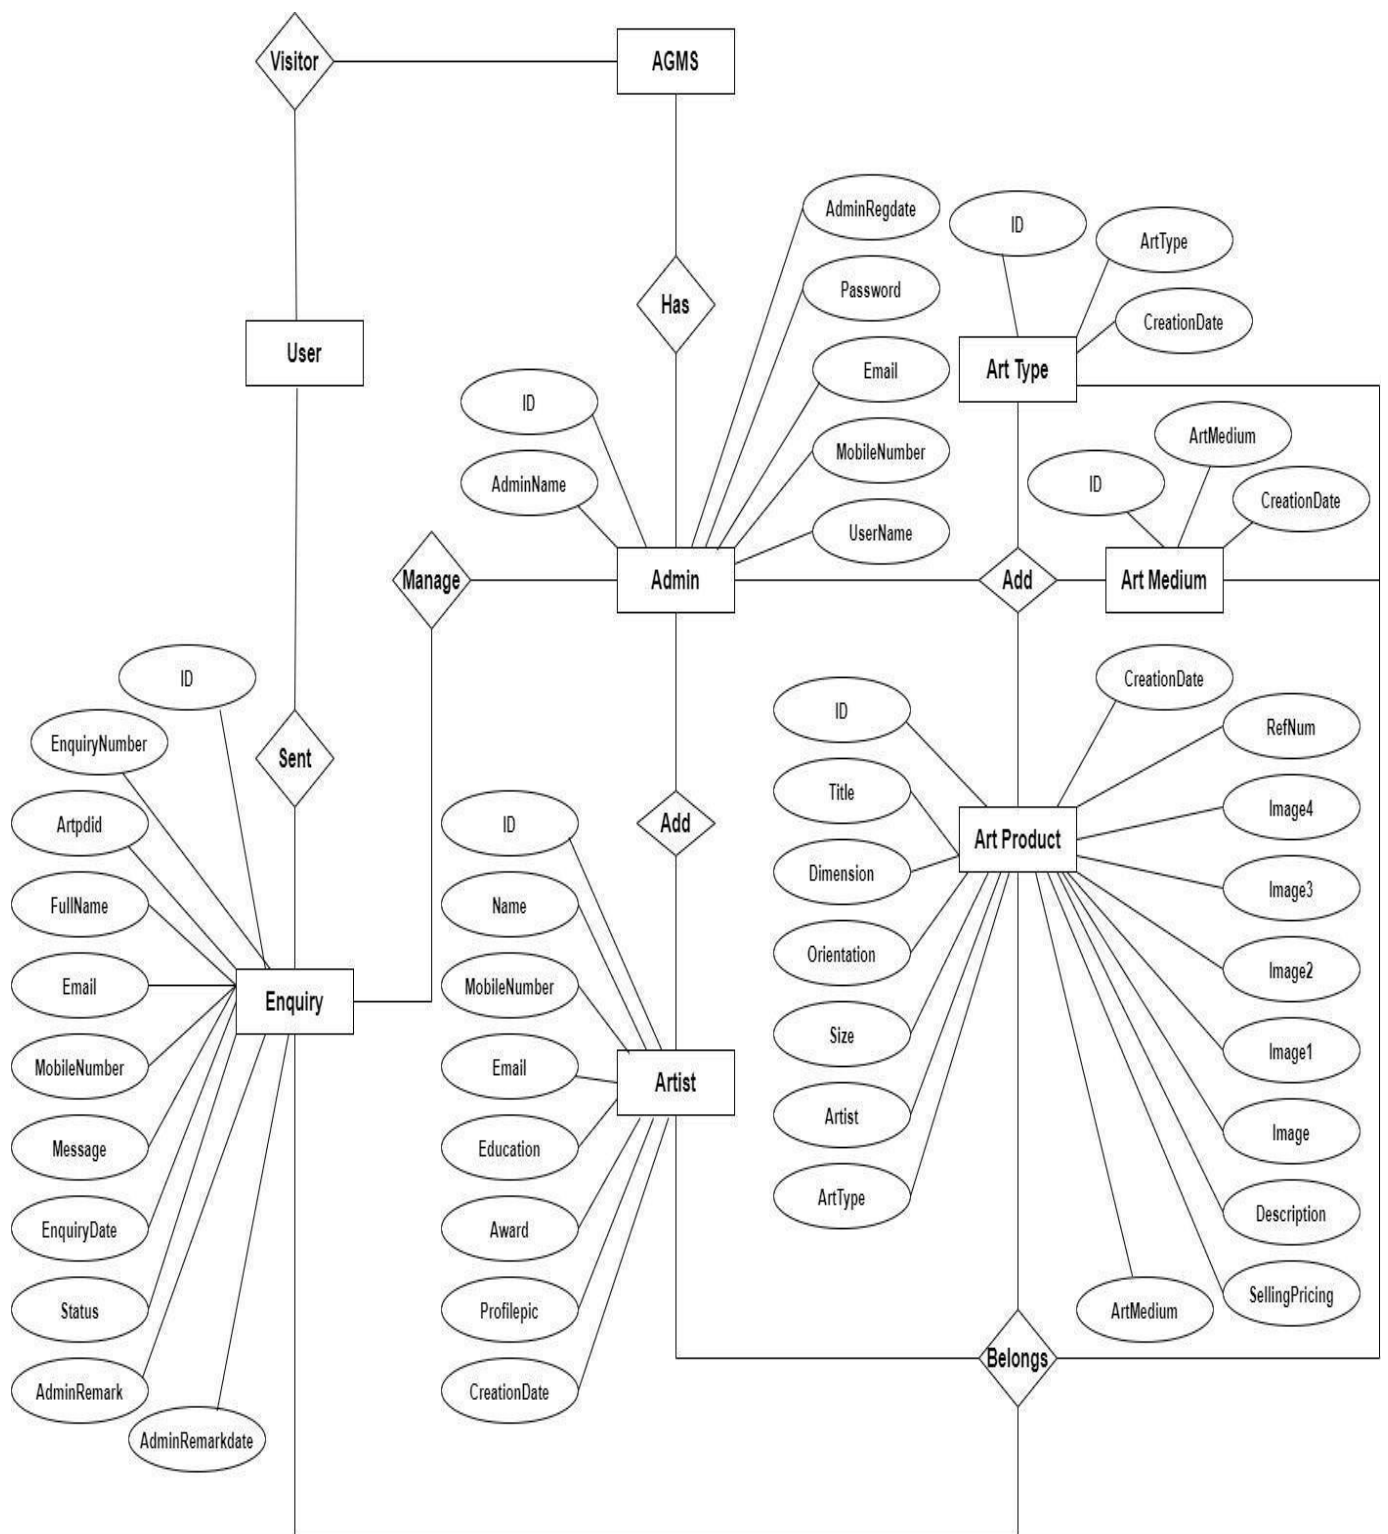 Visitor
AGMS
AdminRegdate
ID
ArtType
Password
Has
CreationDate
User
Email
Art Type
ID
ArtMedium
MobileNumber
AdminName
ID
CreationDate
UserName
Manage
Admin
Add
Art Medium
ID
CreationDate
ID
EnquiryNumber
RefNum
Sent
Title
Image4
Artpdid
ID
Add
Art Product
Dimension
Image3
FullName
Name
Orientation
Image2
Email
MobileNumber
Enquiry
Size
Image1
MobileNumber
Email
Artist
Artist
Image
Message
Education
ArtType
Description
EnquiryDate
Award
SellingPricing
Status
Profilepic
ArtMedium
Belongs
AdminRemark
CreationDate
AdminRemarkdate